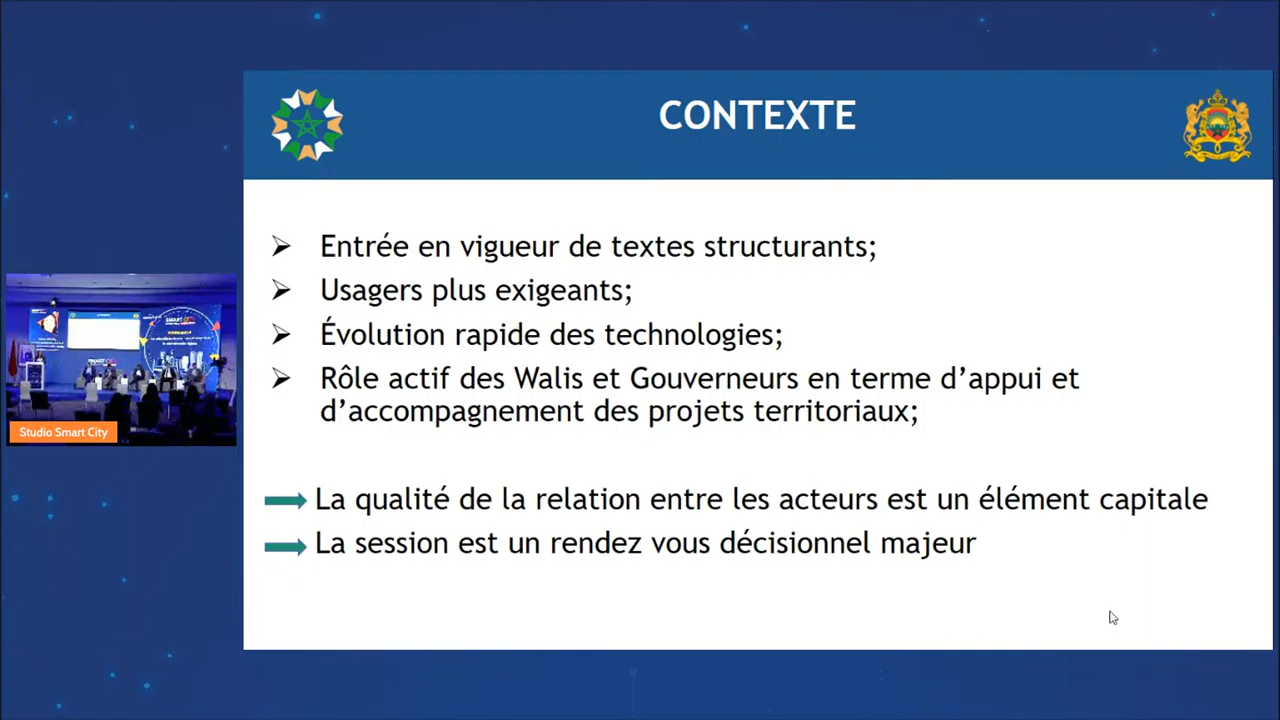 CONTEXTE
Entrée en vigueur de textes structurants;
Usagers plus exigeants;
Évolution rapide des technologies;
Rôle actif des Walis et Gouverneurs en terme d’appui et
d’accompagnement des projets territoriaux;
La qualité de la relation entre les acteurs est un élément capitale
La session est un rendez vous décisionnel majeur
Studio Smart City